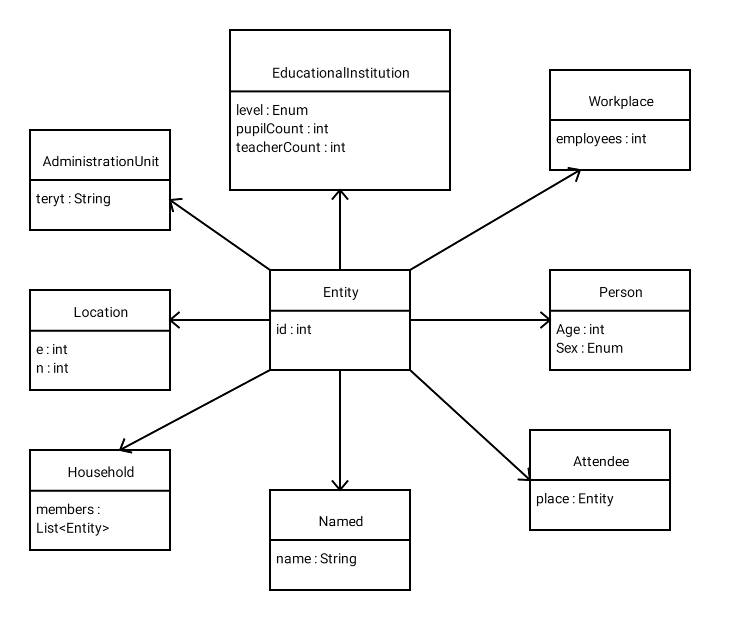 EducationalInstitution
level : Enum
pupilCount : int
teacherCount : int
Workplace
employees : int
AdministrationUnit
teryt : String
Entity
id : int
Person
Age : int
Sex : Enum
Location
e : int
n : int
Household
members :
List<Entity>
Attendee
place : Entity
Named
name : String